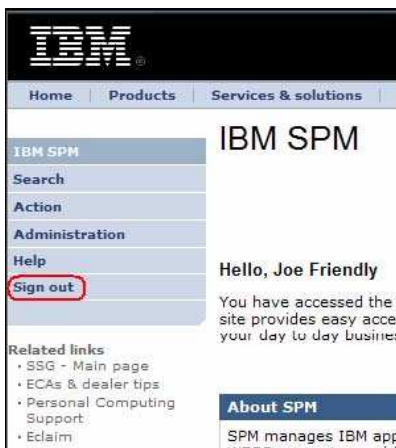 IBM®
Home | Products | Services & solutions |
IBM SPM
Search
Action
Administration
Help
Sign out
Related links
· SSG - Main page
· ECAs & dealer tips
· Personal Computing
Support
· Eclaim
IBM SPM
Hello, Joe Friendly
You have accessed the
site provides easy acce
your day to day busines
About SPM
SPM manages IBM app